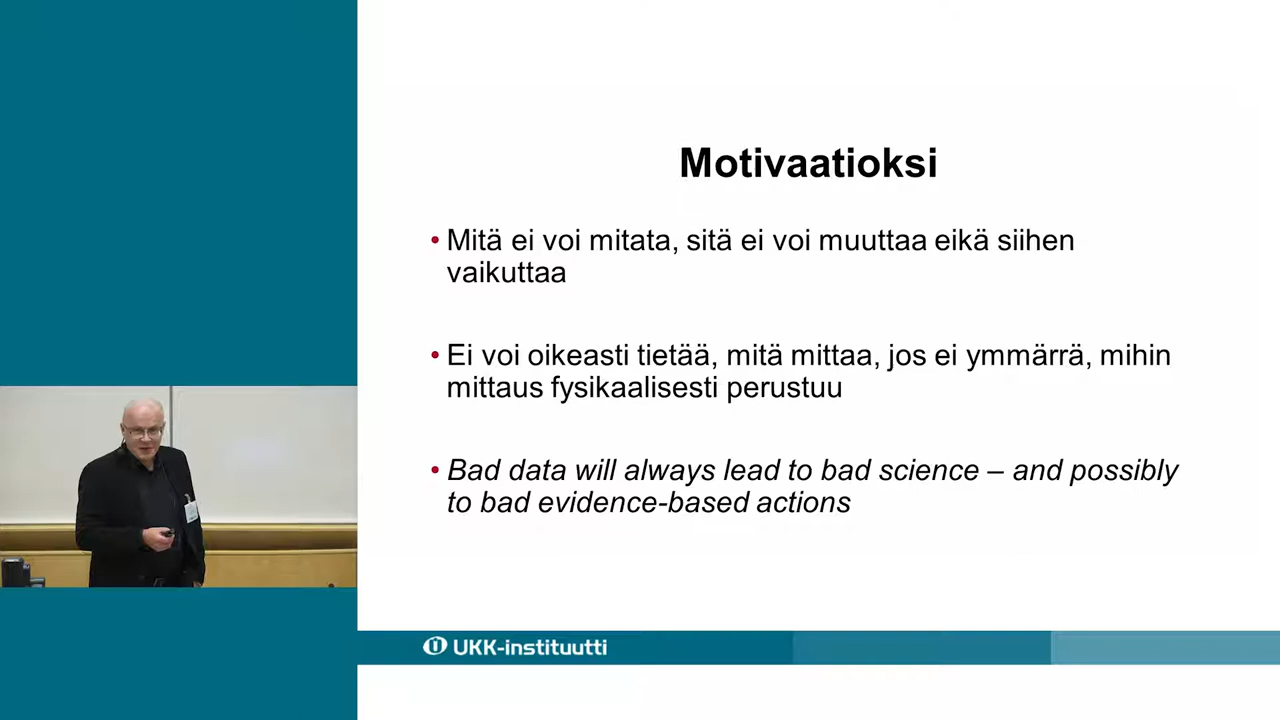 Motivaatioksi
• Mitä ei voi mitata, sitä ei voi muuttaa eikä siihen
vaikuttaa
• Ei voi oikeasti tietää, mitä mittaa, jos ei ymmärrä, mihin
mittaus fysikaalisesti perustuu
• Bad data will always lead to bad science – and possibly
to bad evidence-based actions
UKK-instituutti